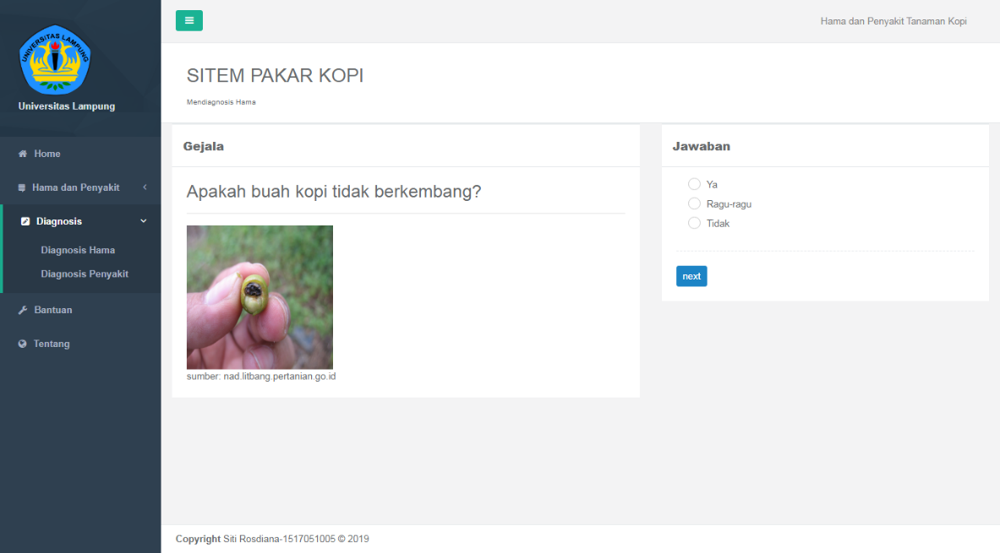 UNIVERSITAS LAMPUNG
Universitas Lampung
Home
Hama dan Penyakit
Diagnosis
Diagnosis Hama
Diagnosis Penyakit
Bantuan
Tentang
Hama dan Penyakit Tanaman Kopi
SITEM PAKAR KOPI
Mendiagnosis Hama
Gejala
Apakah buah kopi tidak berkembang?
sumber: nad.litbang.pertanian.go.id
Jawaban
Ya
Ragu-ragu
Tidak
next
Copyright Siti Rosdiana-1517051005 © 2019